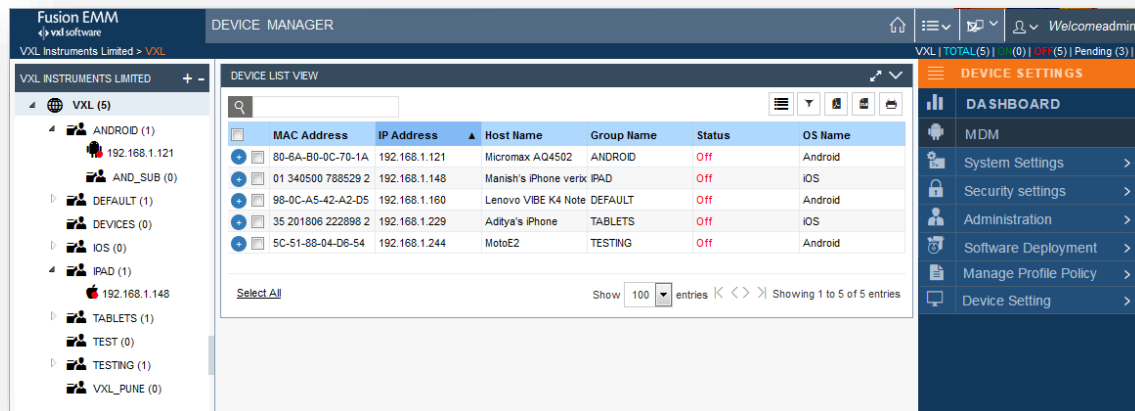 Fusion EMM
vxl software
DEVICE MANAGER
Welcomeadmin
VXL Instruments Limited > VXL
VXL | TOTAL(5) | ON(0) | OFF(5) | Pending (3) |
VXL INSTRUMENTS LIMITED + -
VXL (5)
ANDROID (1)
192.168.1.121
AND_SUB (0)
DEFAULT (1)
DEVICES (0)
IOS (0)
IPAD (1)
192.168.1.148
TABLETS (1)
TEST (0)
TESTING (1)
VXL_PUNE (0)
DEVICE LIST VIEW
MAC Address IP Address Host Name Group Name Status OS Name
80-6A-B0-0C-70-1A 192.168.1.121 Micromax AQ4502 ANDROID Off Android
01 340500 788529 2 192.168.1.148 Manish's iPhone verix IPAD Off iOS
98-0C-A5-42-A2-D5 192.168.1.160 Lenovo VIBE K4 Note DEFAULT Off Android
35 201806 222898 2 192.168.1.229 Aditya's iPhone TABLETS Off iOS
5C-51-88-04-D6-54 192.168.1.244 MotoE2 TESTING Off Android
Select All
Show 100 entries Showing 1 to 5 of 5 entries
DEVICE SETTINGS
DASHBOARD
MDM
System Settings
Security settings
Administration
Software Deployment
Manage Profile Policy
Device Setting